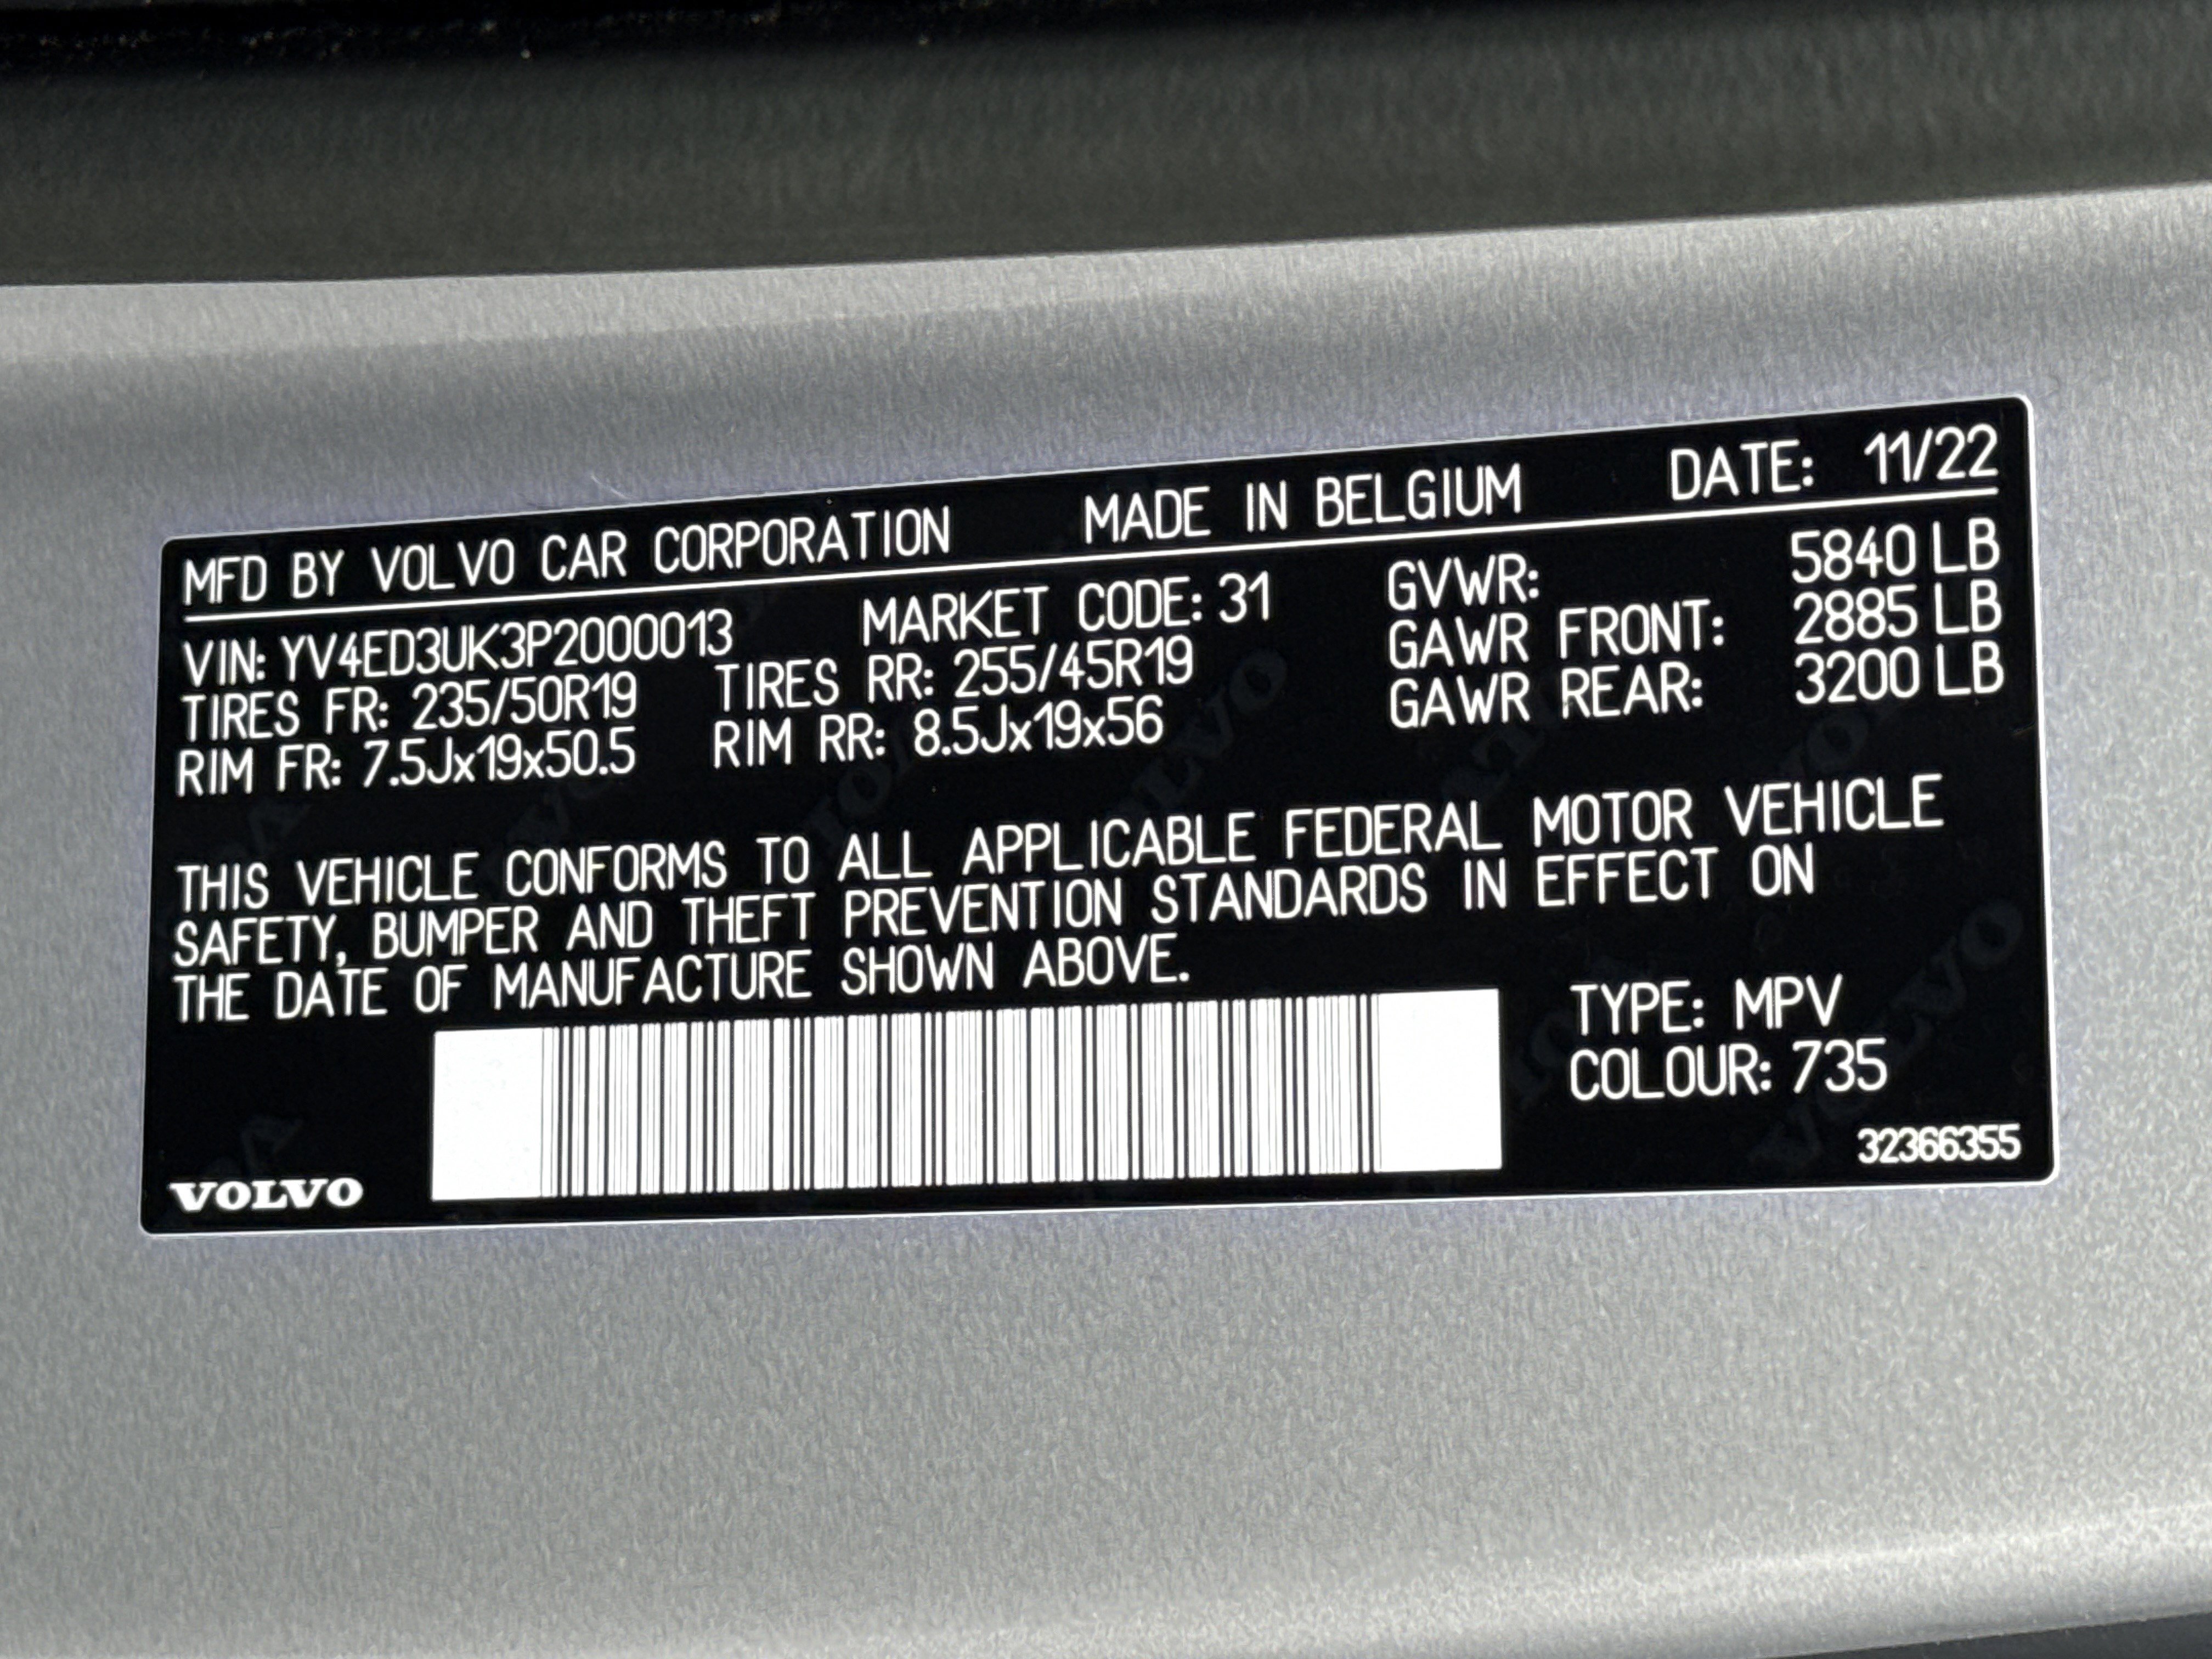 MFD BY VOLVO CAR CORPORATION MADE IN BELGIUM DATE: 11/22
VIN: YV4ED3UK3P2000013 MARKET CODE: 31 GVWR: 5840 LB
TIRES FR: 235/50R19 TIRES RR: 255/45R19 GAWR FRONT: 2885 LB
RIM FR: 7.5Jx19x50.5 RIM RR: 8.5Jx19x56 GAWR REAR: 3200 LB
THIS VEHICLE CONFORMS TO ALL APPLICABLE FEDERAL MOTOR VEHICLE
SAFETY, BUMPER AND THEFT PREVENTION STANDARDS IN EFFECT ON
THE DATE OF MANUFACTURE SHOWN ABOVE.
TYPE: MPV
COLOUR: 735
32366355
VOLVO